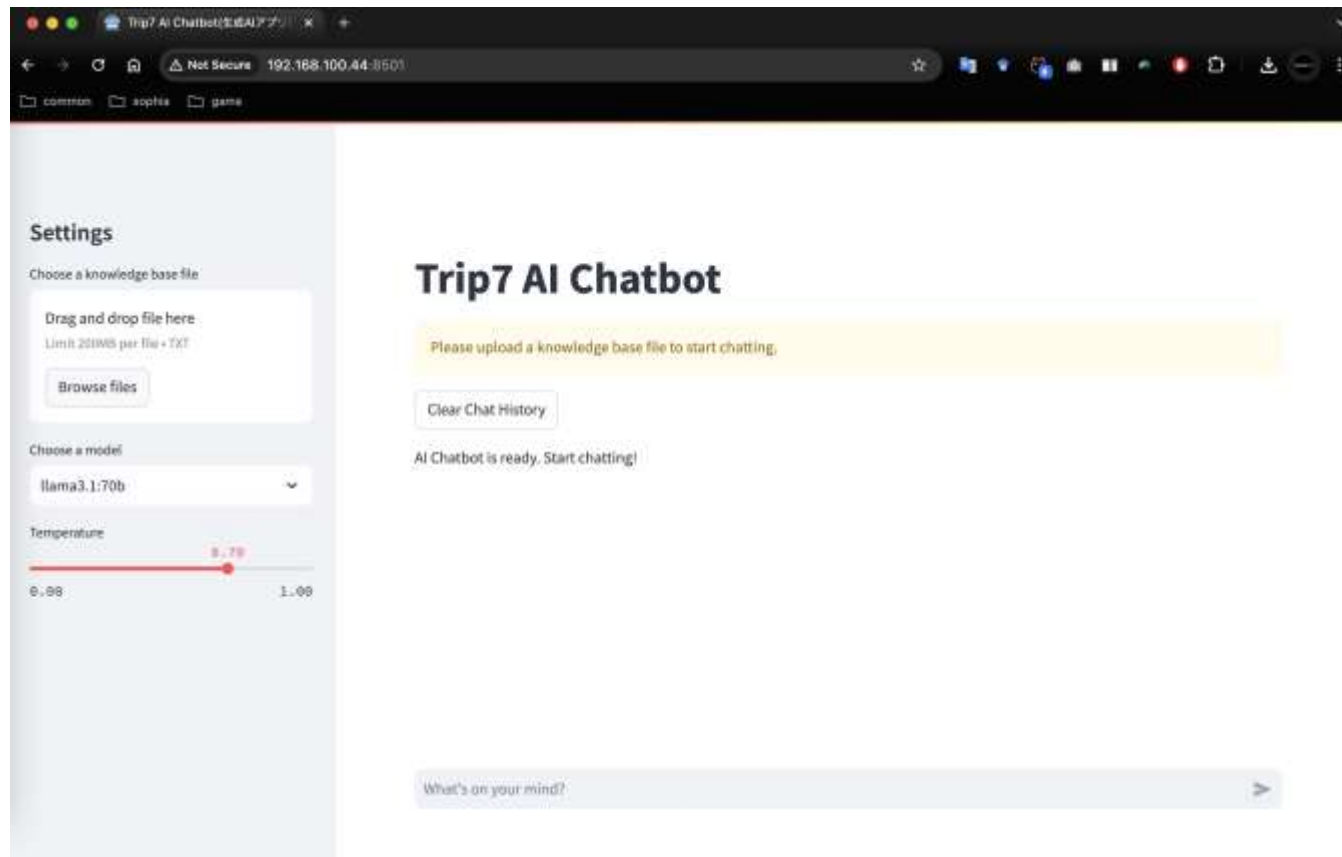 Trip7 AI Chatbot(生成AIアプリ
Not Secure 192.168.100.44:8501
common sophia game
Settings
Choose a knowledge base file
Drag and drop file here
Limit 200MB per file • TXT
Browse files
Choose a model
llama3.1:70b
Temperature
0.70
0.00 1.00
Trip7 AI Chatbot
Please upload a knowledge base file to start chatting.
Clear Chat History
AI Chatbot is ready. Start chatting!
What's on your mind?